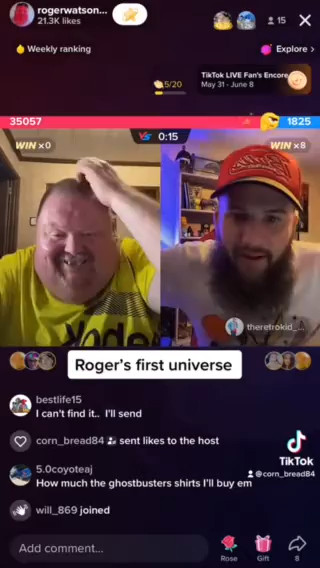 rogerwatson...
21.3K likes
15
Weekly ranking
Explore >
5/20
TikTok LIVE Fan's Encore
May 31 - June 8
35057
1825
WIN x0
VS 0:15
WIN x8
theretrokid_...
Roger's first universe
bestlife15
I can't find it.. I'll send
corn_bread84 sent likes to the host
TikTok
@corn_bread84
5.0coyoteaj
How much the ghostbusters shirts I'll buy em
will_869 joined
Add comment...
Rose
Gift
8